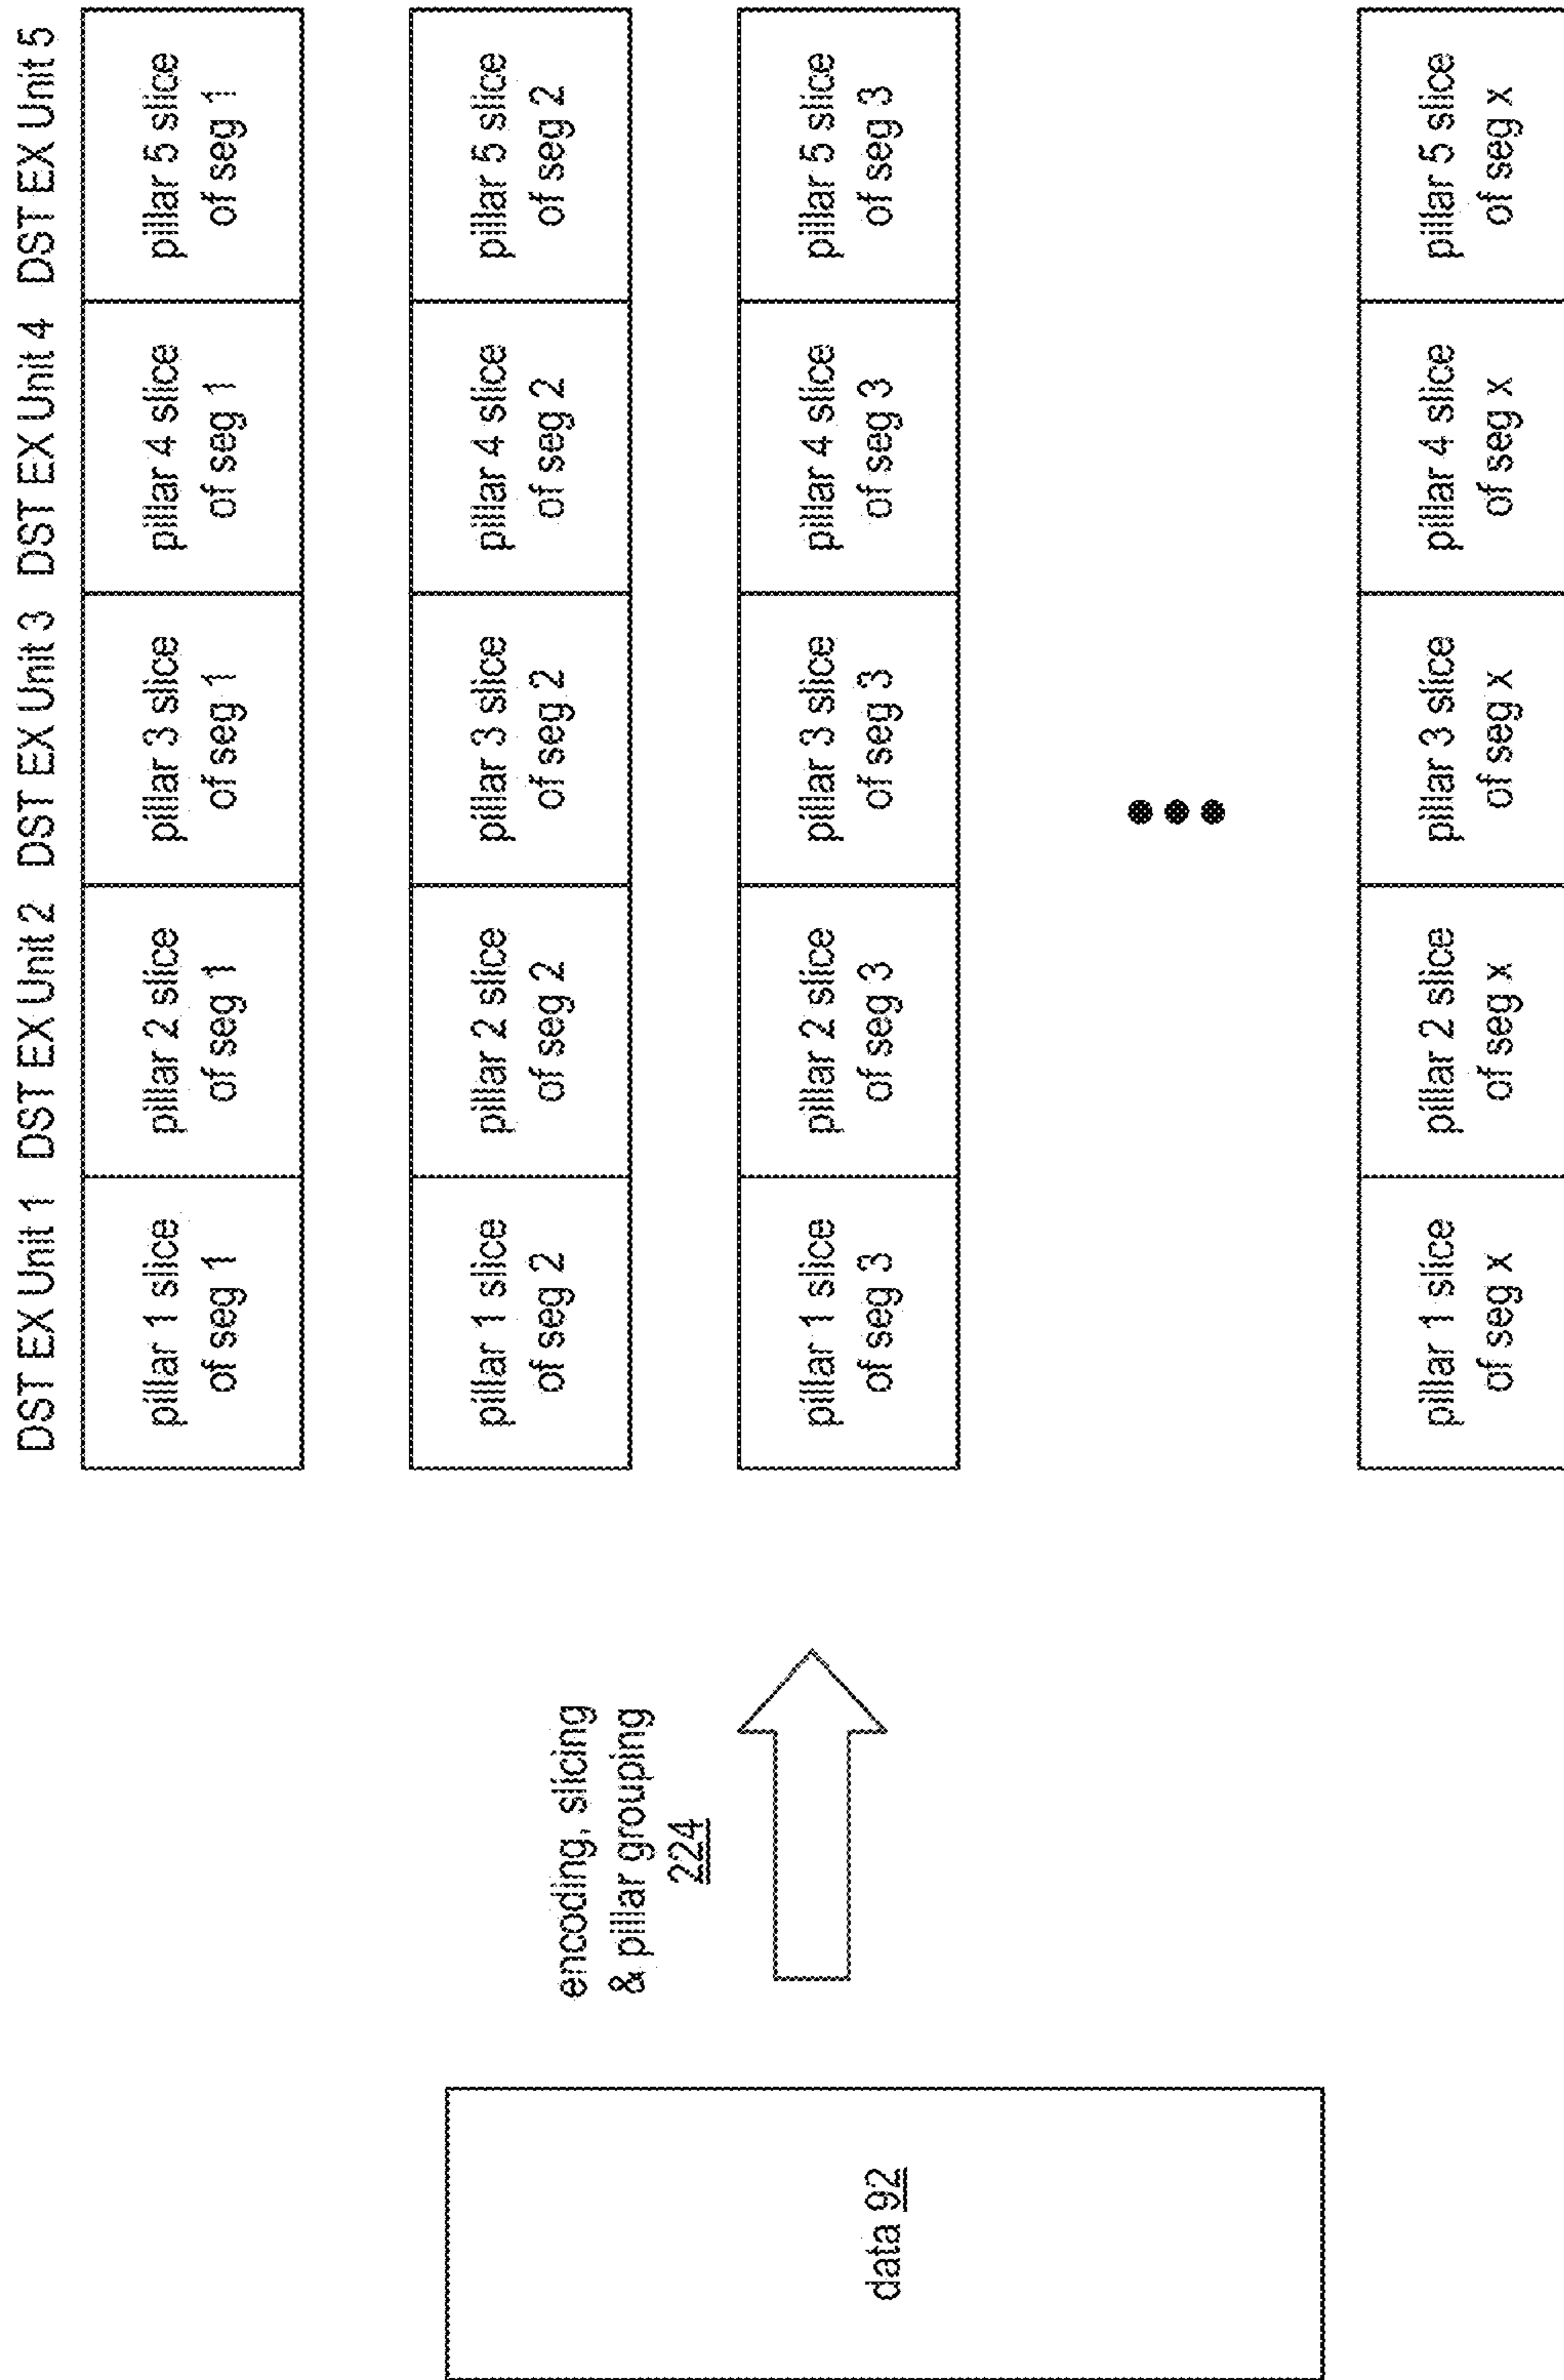 data 92
encoding, slicing
& pillar grouping
224
DST EX Unit 1 DST EX Unit 2 DST EX Unit 3 DST EX Unit 4 DST EX Unit 5
pillar 1 slice
of seg 1
pillar 2 slice
of seg 1
pillar 3 slice
of seg 1
pillar 4 slice
of seg 1
pillar 5 slice
of seg 1
pillar 1 slice
of seg 2
pillar 2 slice
of seg 2
pillar 3 slice
of seg 2
pillar 4 slice
of seg 2
pillar 5 slice
of seg 2
pillar 1 slice
of seg 3
pillar 2 slice
of seg 3
pillar 3 slice
of seg 3
pillar 4 slice
of seg 3
pillar 5 slice
of seg 3
pillar 1 slice
of seg x
pillar 2 slice
of seg x
pillar 3 slice
of seg x
pillar 4 slice
of seg x
pillar 5 slice
of seg x